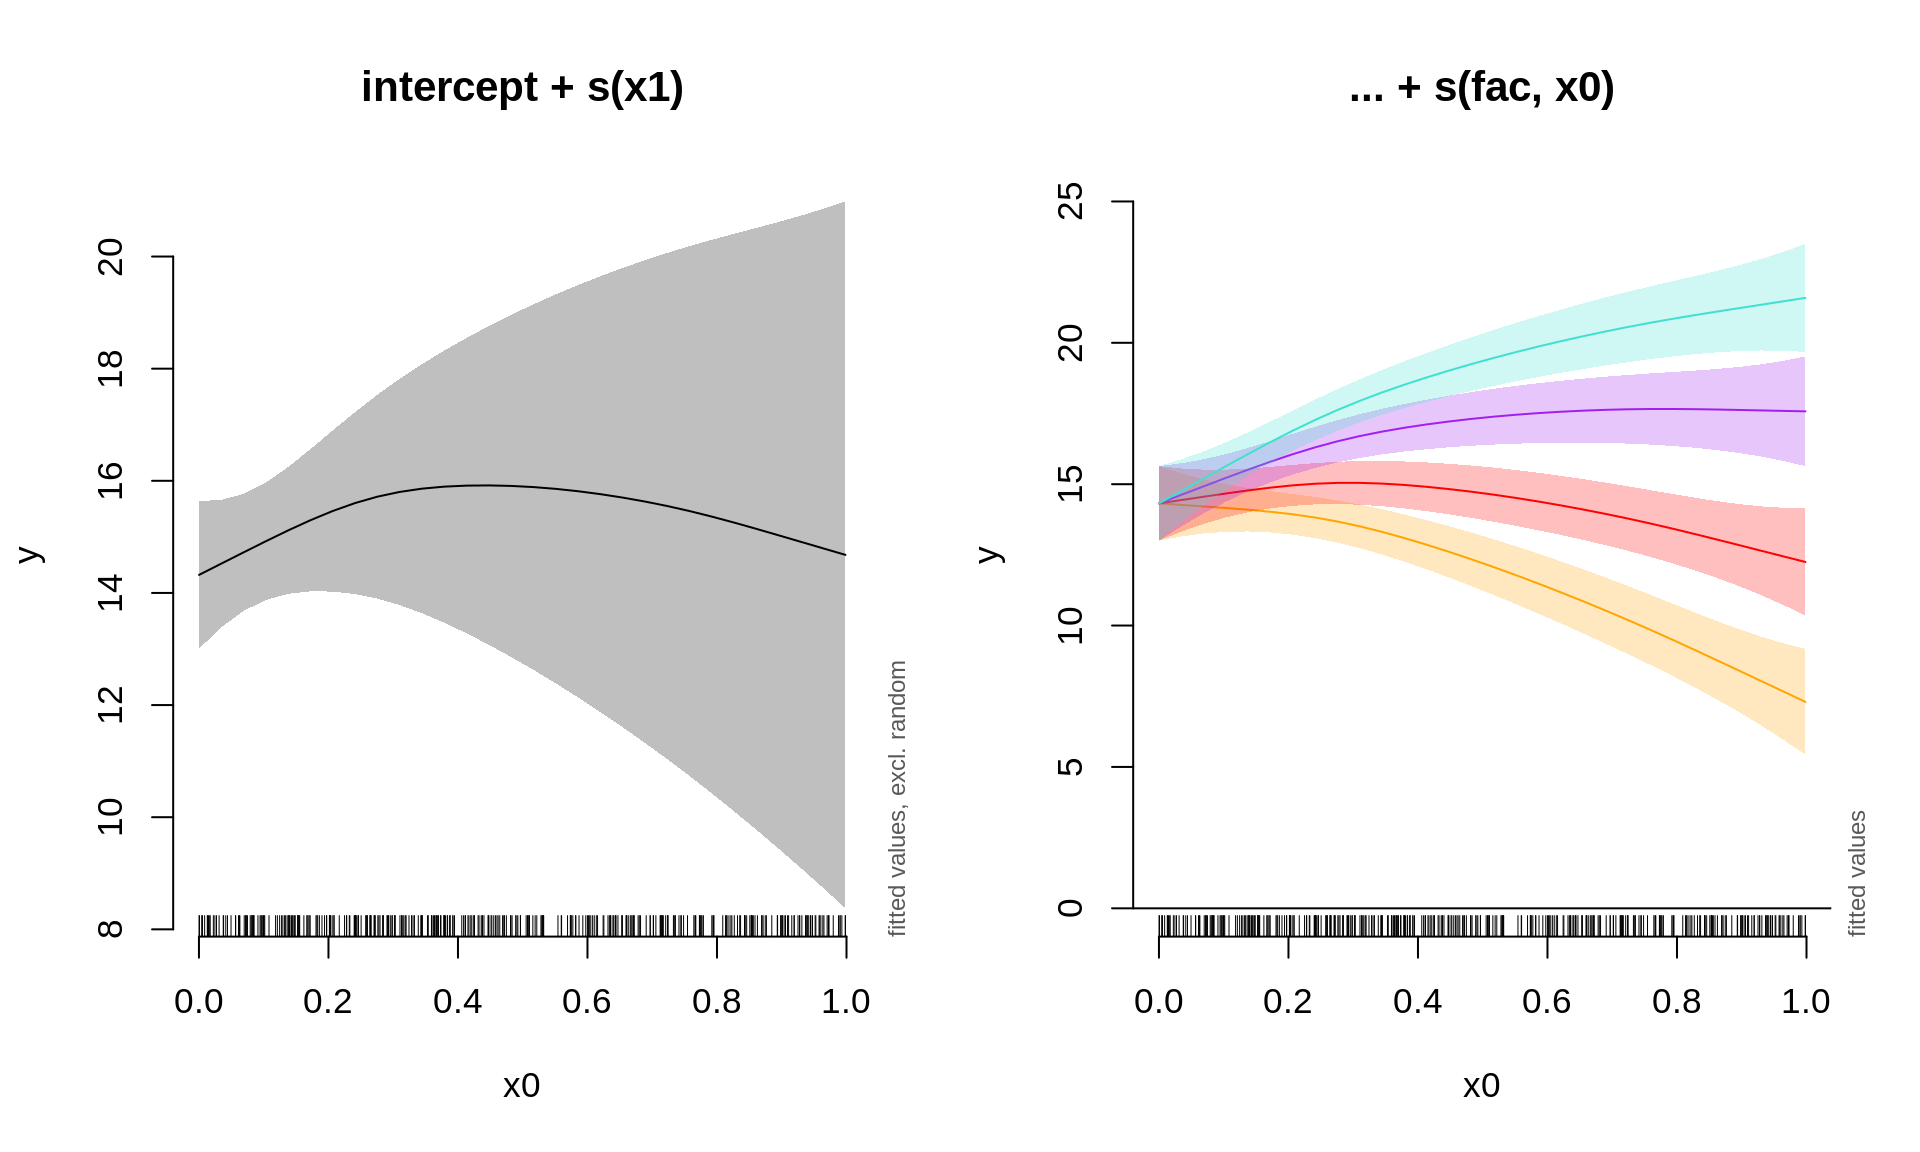 intercept + s(x1)
y
20
18
16
14
12
10
8
0.0 0.2 0.4 0.6 0.8 1.0
x0
fitted values, excl. random
... + s(fac, x0)
y
25
20
15
10
5
0
0.0 0.2 0.4 0.6 0.8 1.0
x0
fitted values